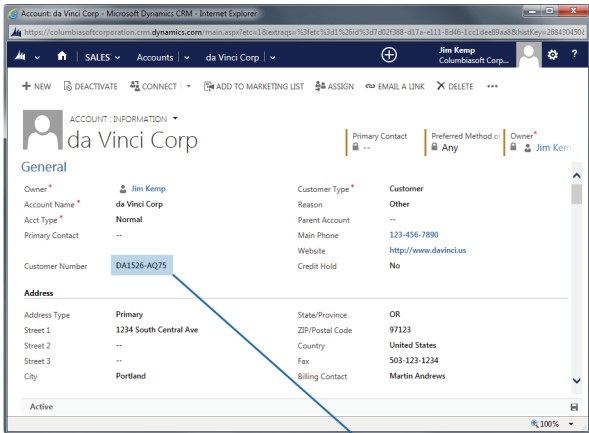 Account: da Vinci Corp - Microsoft Dynamics CRM - Internet Explorer
https://columbiasoftcorporation.crm.dynamics.com/main.aspx?etc=1&extraqs=%3fetc%3d1%26id%3d7d02f388-d17a-e111-8d46-1cc1dee89aa8&histKey=268430450&
SALES Accounts da Vinci Corp Jim Kemp
Columbiasoft Corp... ?
+ NEW DEACTIVATE CONNECT ADD TO MARKETING LIST ASSIGN EMAIL A LINK DELETE •••
ACCOUNT : INFORMATION
da Vinci Corp
Primary Contact Preferred Method of Owner*
-- Any Jim Kem
General
Owner* Jim Kemp Customer Type* Customer
Account Name* da Vinci Corp Reason Other
Acct Type* Normal Parent Account --
Primary Contact -- Main Phone 123-456-7890
Website http://www.davinci.us
Customer Number DA1526-AQ75 Credit Hold No
Address
Address Type Primary State/Province OR
Street 1 1234 South Central Ave ZIP/Postal Code 97123
Street 2 -- Country United States
Street 3 -- Fax 503-123-1234
City Portland Billing Contact Martin Andrews
Active
100%